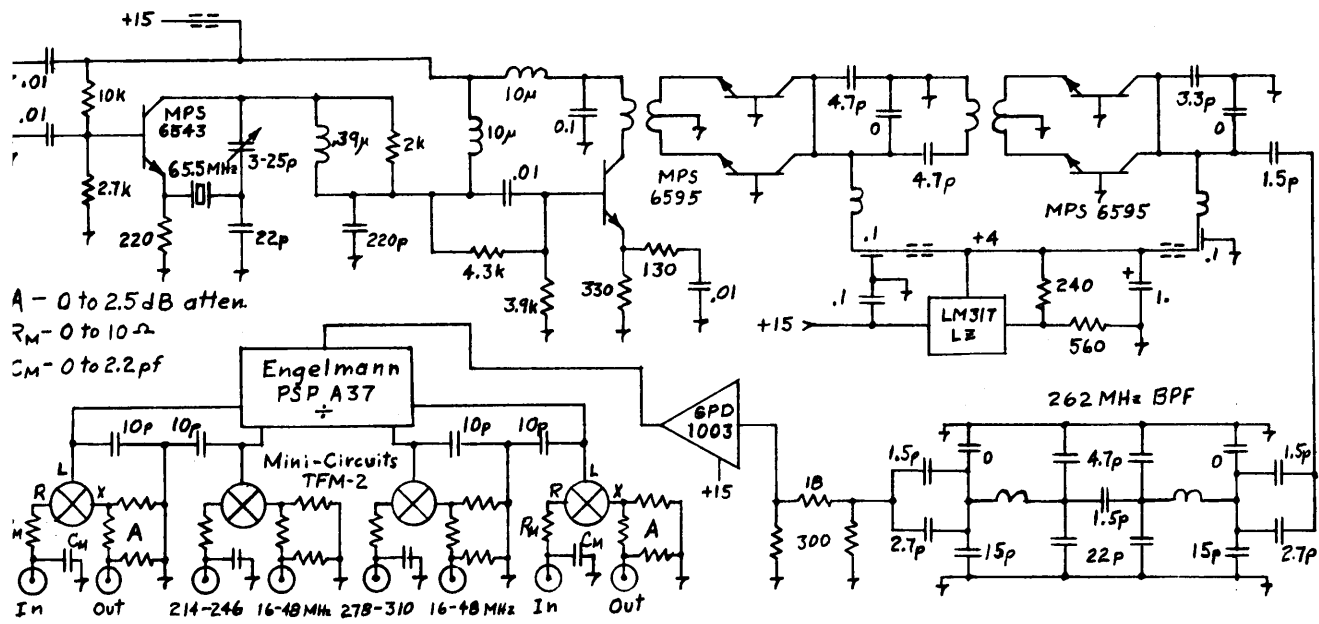 +15
.01
10k
.01
MPS
6543
65.5MHz
3-25p
.39μ
2k
10μ
10μ
0.1
.01
2.7k
220
22p
220p
4.3k
3.9k
330
130
.01
MPS
6595
4.7p
0
4.7p
3.3p
0
1.5p
MPS 6595
.1
+4
.1
.1
240
+
1.
+15
LM317
LZ
560
A - 0 to 2.5 dB atten.
RM - 0 to 10 Ω
CM - 0 to 2.2 pf
Engelmann
PSP A37
÷
10p
10p
10p
10p
Mini-Circuits
TFM-2
L
R
X
A
CM
L
R
X
RM
CM
A
In
Out
214-246
16-48 MHz
278-310
16-48 MHz
In
Out
GPD
1003
+15
18
300
262 MHz BPF
1.5p
0
4.7p
0
1.5p
1.5p
2.7p
15p
22p
15p
2.7p